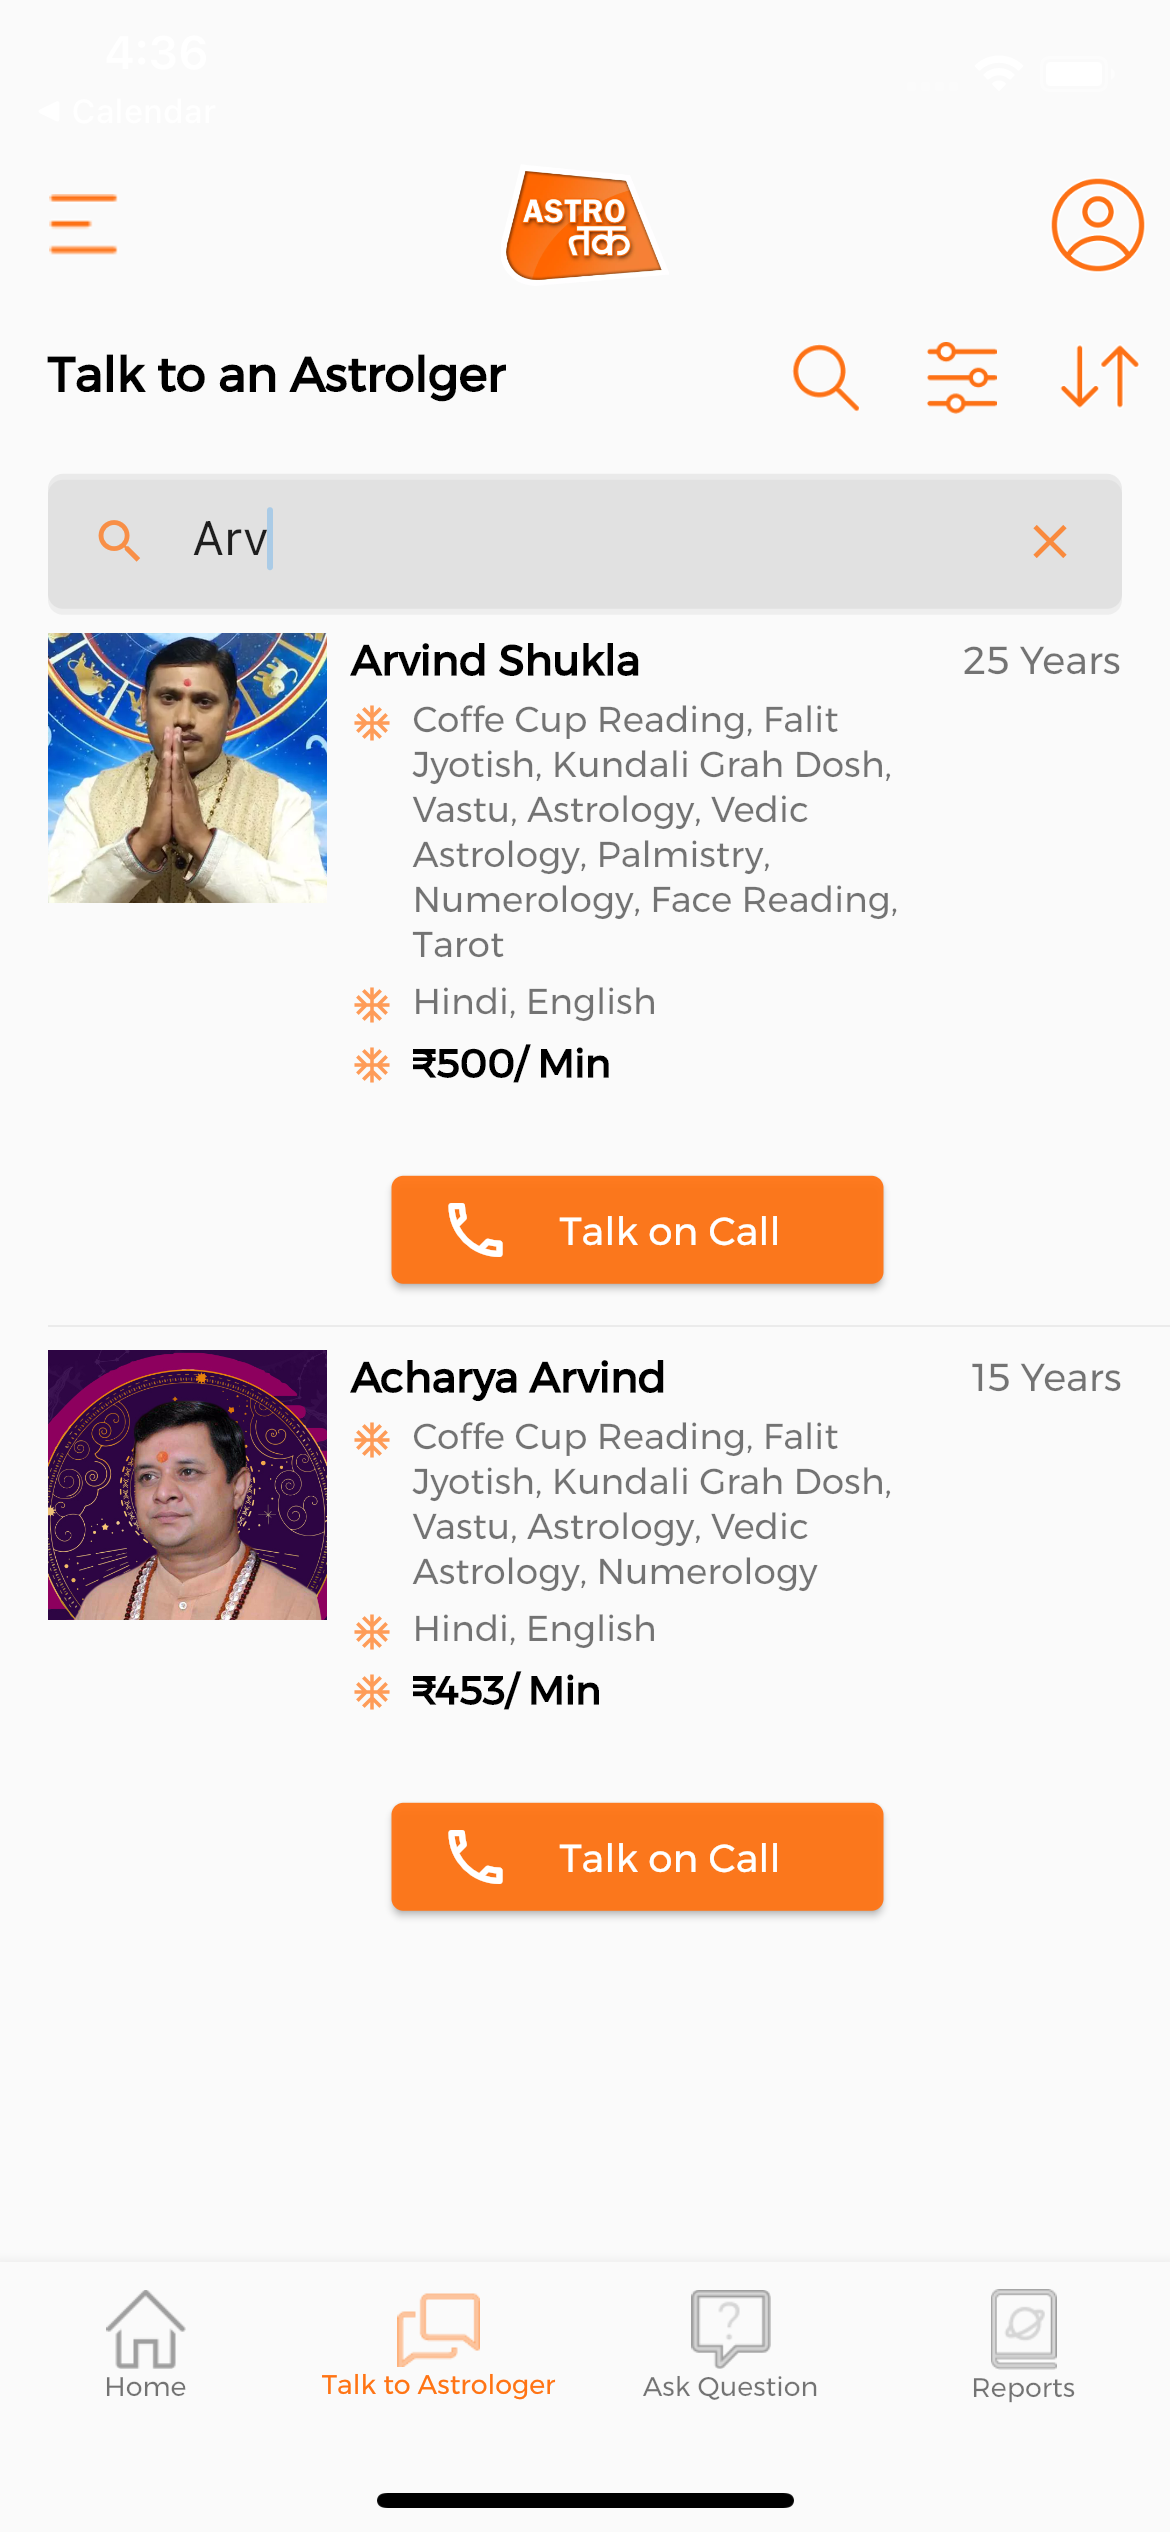 4:36
◀ Calendar
ASTRO
तक
Talk to an Astrolger
Arv
Arvind Shukla
25 Years
Coffe Cup Reading, Falit
Jyotish, Kundali Grah Dosh,
Vastu, Astrology, Vedic
Astrology, Palmistry,
Numerology, Face Reading,
Tarot
Hindi, English
₹500/ Min
Talk on Call
Acharya Arvind
15 Years
Coffe Cup Reading, Falit
Jyotish, Kundali Grah Dosh,
Vastu, Astrology, Vedic
Astrology, Numerology
Hindi, English
₹453/ Min
Talk on Call
Home
Talk to Astrologer
Ask Question
Reports